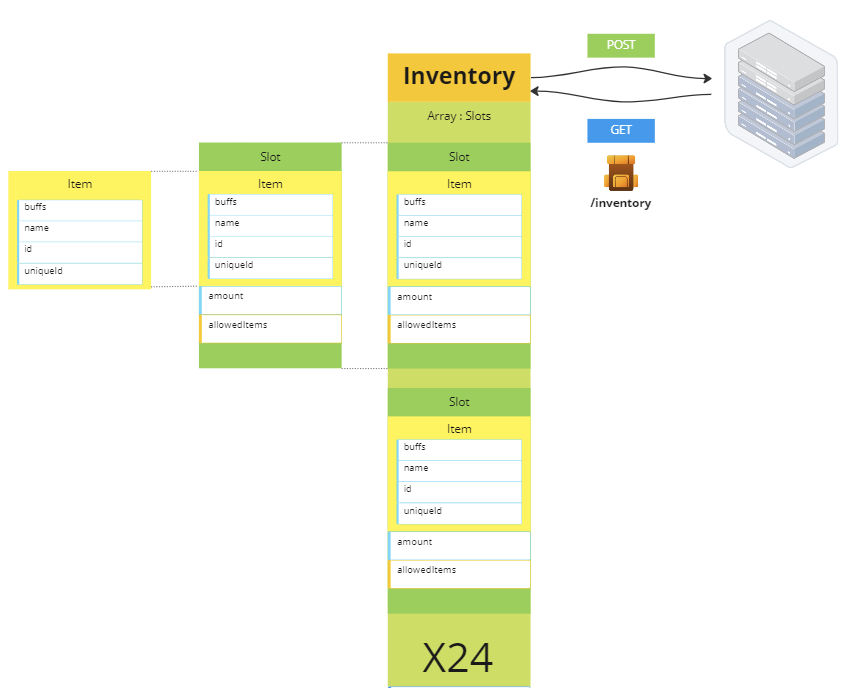 POST
Inventory
Array : Slots
GET
/inventory
Item
buffs
name
id
uniqueId
Slot
Item
buffs
name
id
uniqueId
amount
allowedItems
Slot
Item
buffs
name
id
uniqueId
amount
allowedItems
Slot
Item
buffs
name
id
uniqueId
amount
allowedItems
X24